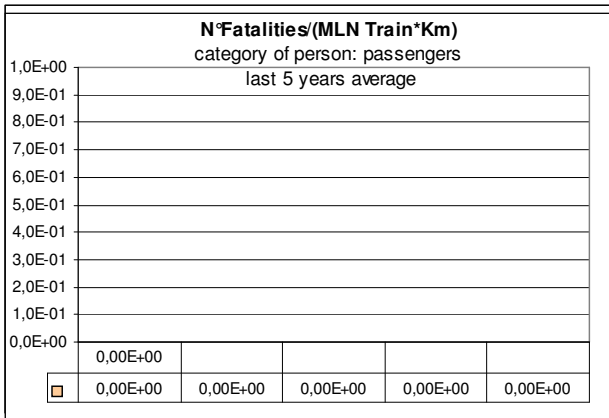 N°Fatalities/(MLN Train*Km)
category of person: passengers
last 5 years average
1,0E+00
9,0E-01
8,0E-01
7,0E-01
6,0E-01
5,0E-01
4,0E-01
3,0E-01
2,0E-01
1,0E-01
0,0E+00
0,00E+00
0,00E+00 0,00E+00 0,00E+00 0,00E+00 0,00E+00